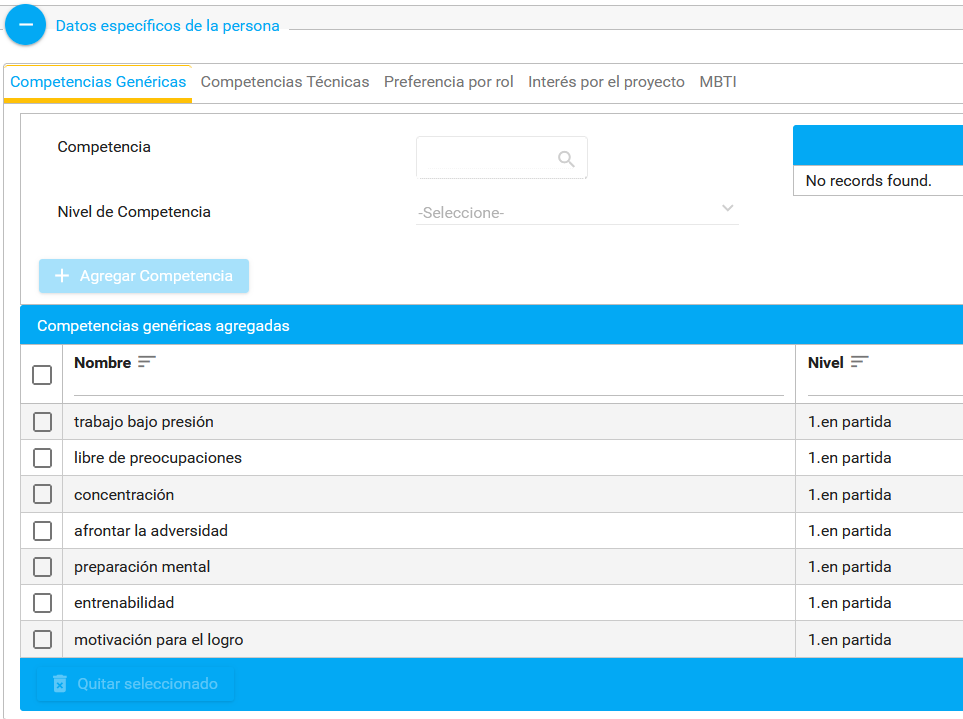 Datos específicos de la persona
Competencias Genéricas Competencias Técnicas Preferencia por rol Interés por el proyecto MBTI
Competencia
No records found.
Nivel de Competencia -Seleccione-
Agregar Competencia
Competencias genéricas agregadas
Nombre Nivel
trabajo bajo presión 1.en partida
libre de preocupaciones 1.en partida
concentración 1.en partida
afrontar la adversidad 1.en partida
preparación mental 1.en partida
entrenabilidad 1.en partida
motivación para el logro 1.en partida
Quitar seleccionado